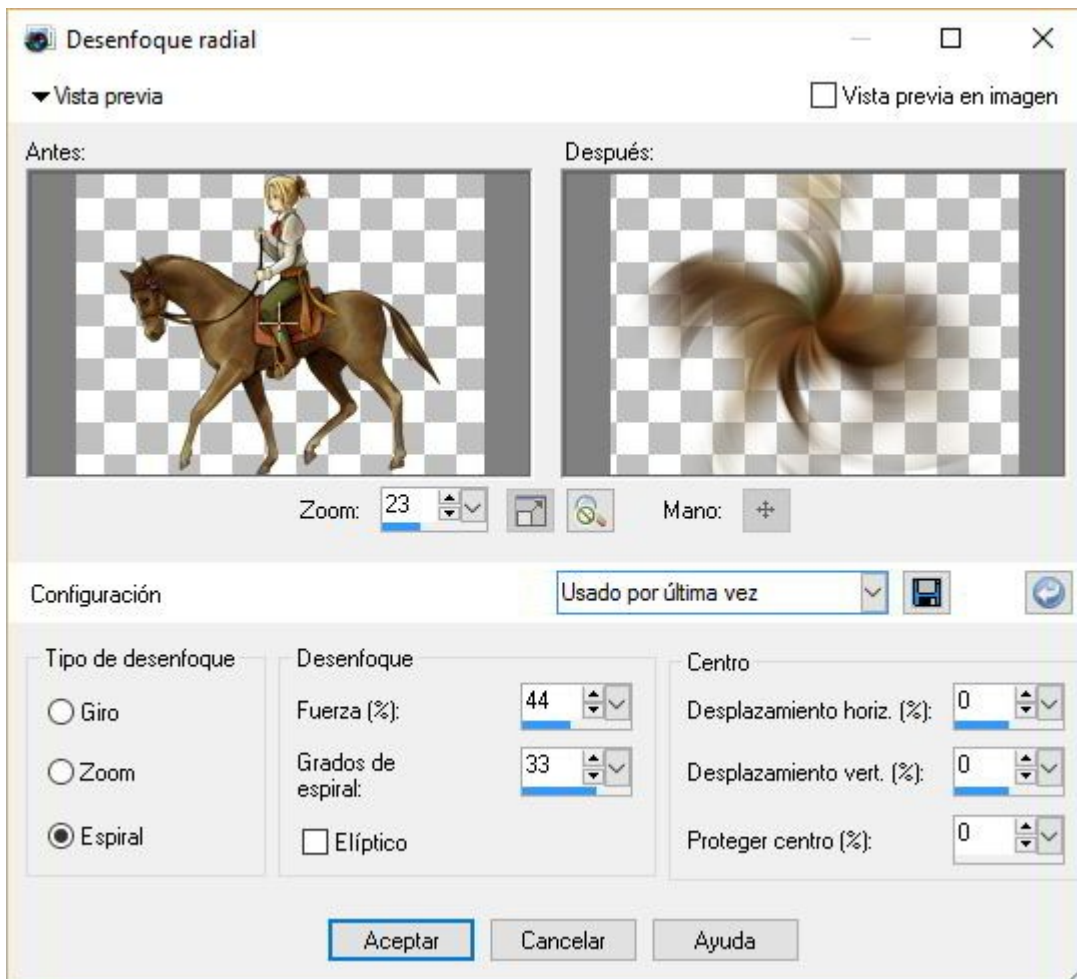 Desenfoque radial
Vista previa
Vista previa en imagen
Antes:
Después:
Zoom: 23
Mano:
Configuración
Usado por última vez
Tipo de desenfoque
Giro
Zoom
Espiral
Desenfoque
Fuerza (%): 44
Grados de
espiral: 33
Elíptico
Centro
Desplazamiento horiz. (%): 0
Desplazamiento vert. (%): 0
Proteger centro (%): 0
Aceptar
Cancelar
Ayuda